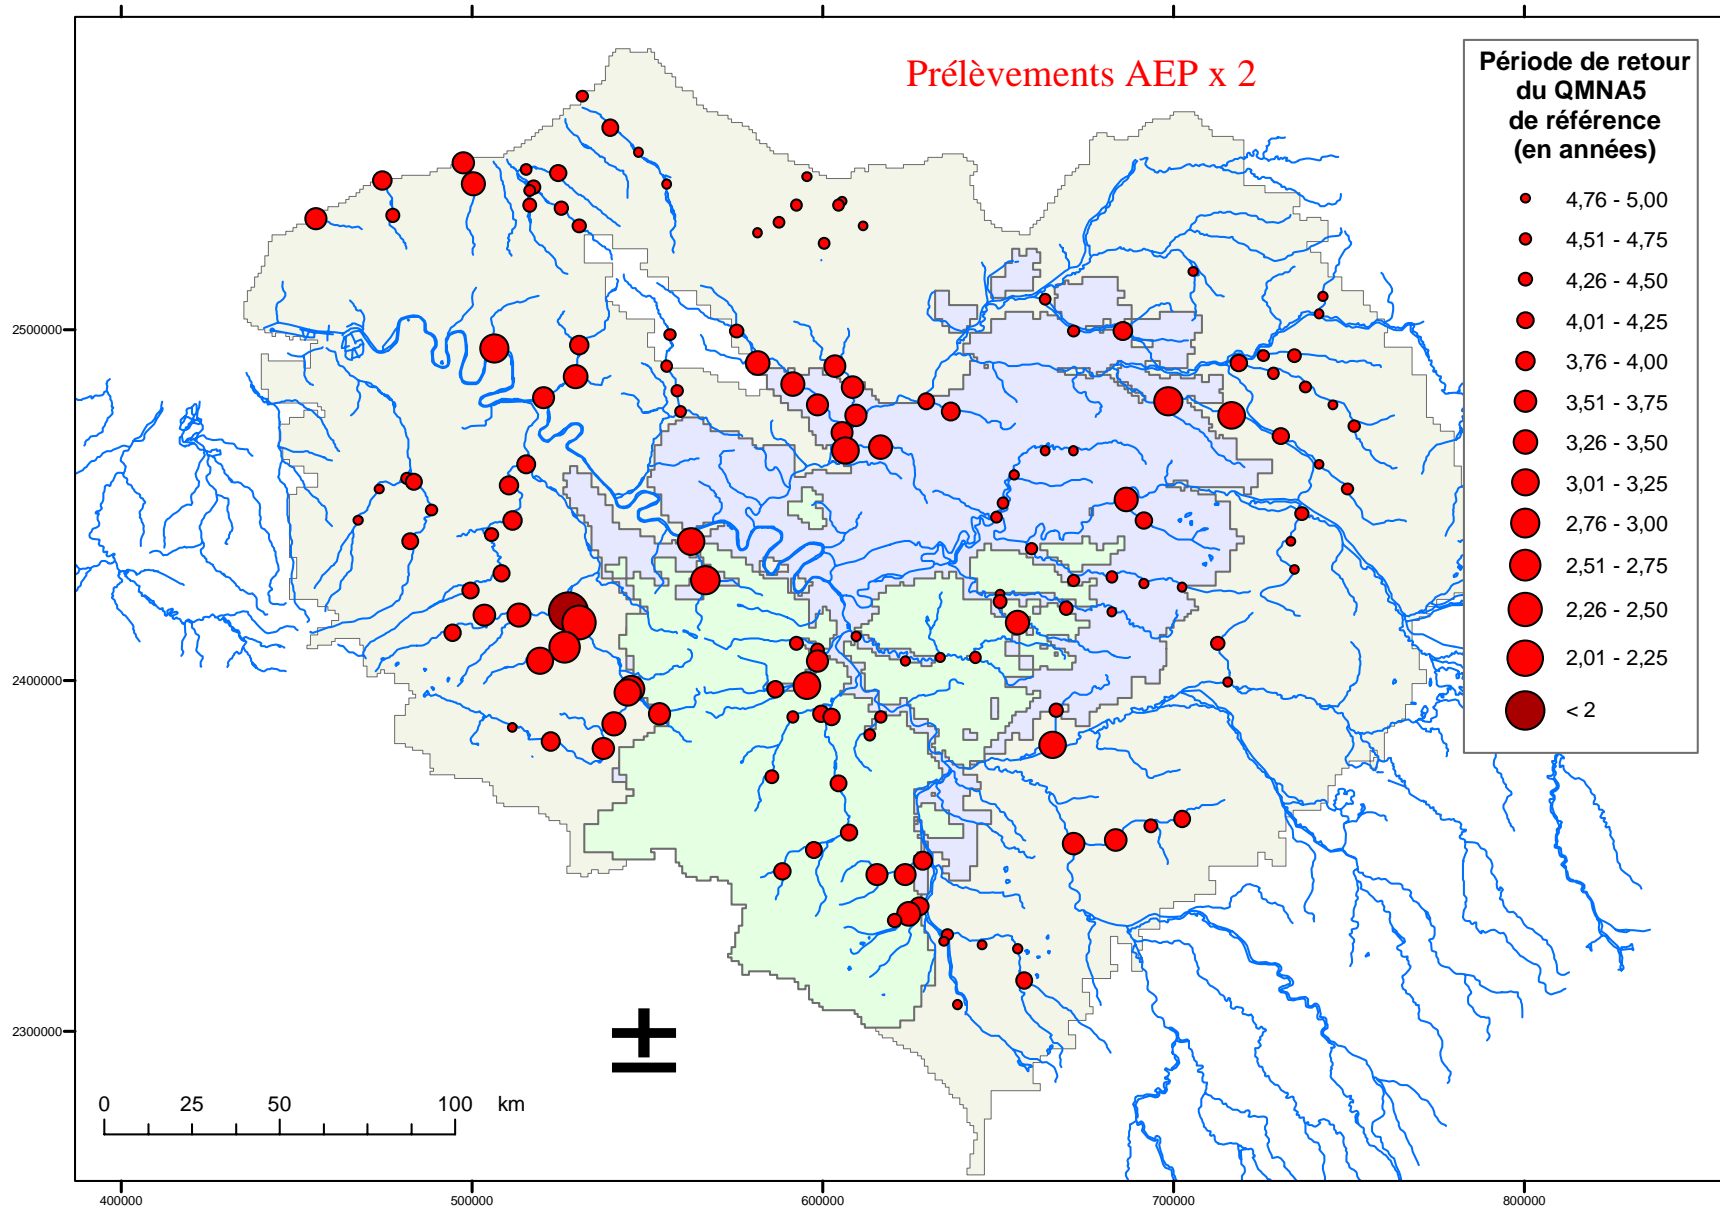 Prélèvements AEP x 2
Période de retour
du QMNA5
de référence
(en années)
4,76 - 5,00
4,51 - 4,75
4,26 - 4,50
4,01 - 4,25
3,76 - 4,00
3,51 - 3,75
3,26 - 3,50
3,01 - 3,25
2,76 - 3,00
2,51 - 2,75
2,26 - 2,50
2,01 - 2,25
< 2
2500000
2400000
2300000
0 25 50 100 km
400000 500000 600000 700000 800000